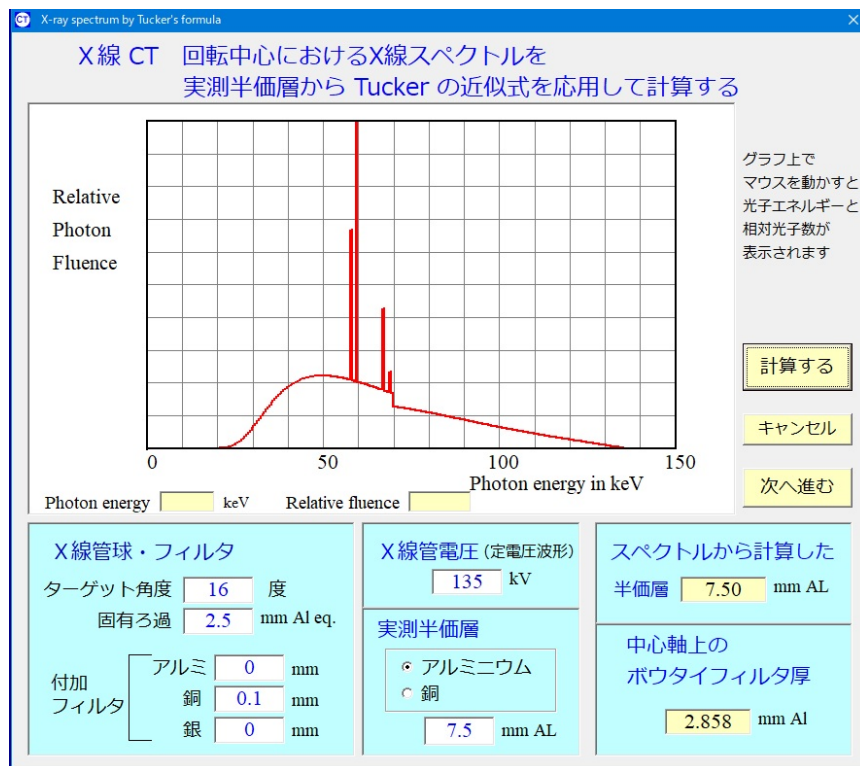 CT X-ray spectrum by Tucker's formula ×
X線 CT 回転中心におけるX線スペクトルを
実測半価層から Tucker の近似式を応用して計算する
Relative
Photon
Fluence
0 50 100 150
Photon energy in keV
Photon energy keV Relative fluence
グラフ上で
マウスを動かすと
光子エネルギーと
相対光子数が
表示されます
計算する
キャンセル
次へ進む
X線管球・フィルタ
ターゲット角度 16 度
固有ろ過 2.5 mm Al eq.
付加
フィルタ
アルミ 0 mm
銅 0.1 mm
銀 0 mm
X線管電圧 (定電圧波形)
135 kV
実測半価層
アルミニウム
銅
7.5 mm AL
スペクトルから計算した
半価層 7.50 mm AL
中心軸上の
ボウタイフィルタ厚
2.858 mm Al